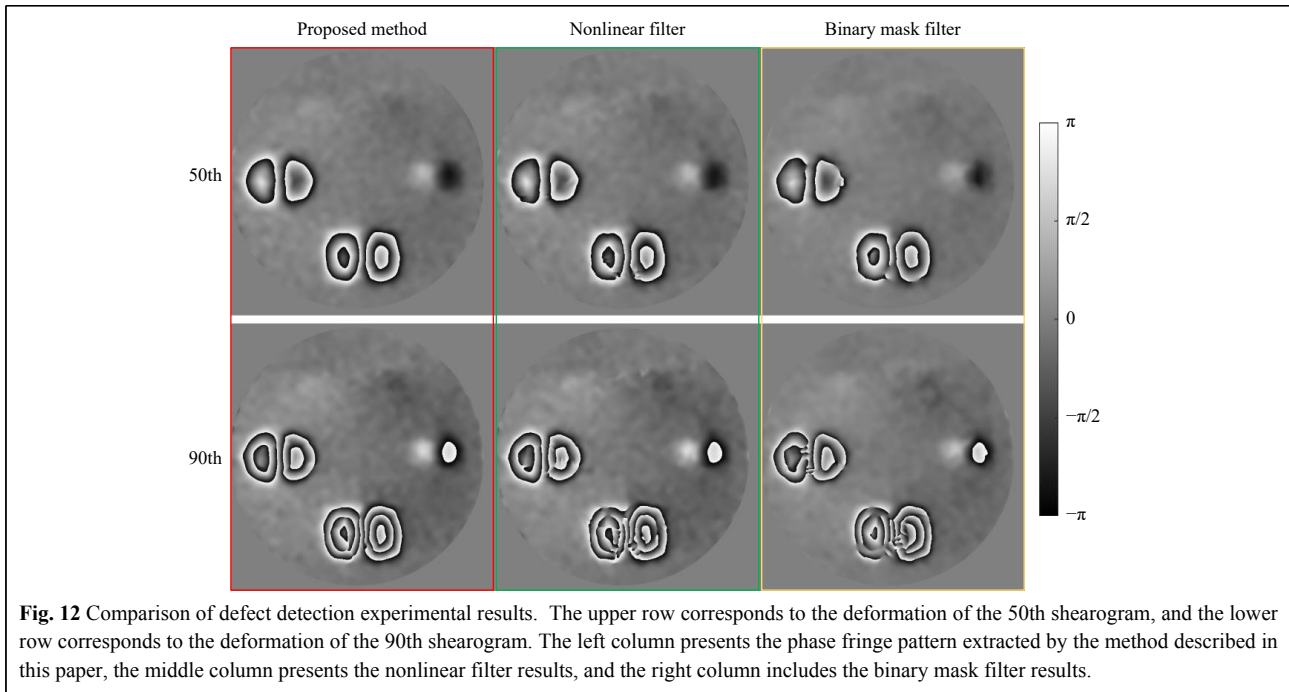 Proposed method
Nonlinear filter
Binary mask filter
50th
90th
π
π/2
0
−π/2
−π
Fig. 12 Comparison of defect detection experimental results. The upper row corresponds to the deformation of the 50th shearogram, and the lower
row corresponds to the deformation of the 90th shearogram. The left column presents the phase fringe pattern extracted by the method described in
this paper, the middle column presents the nonlinear filter results, and the right column includes the binary mask filter results.